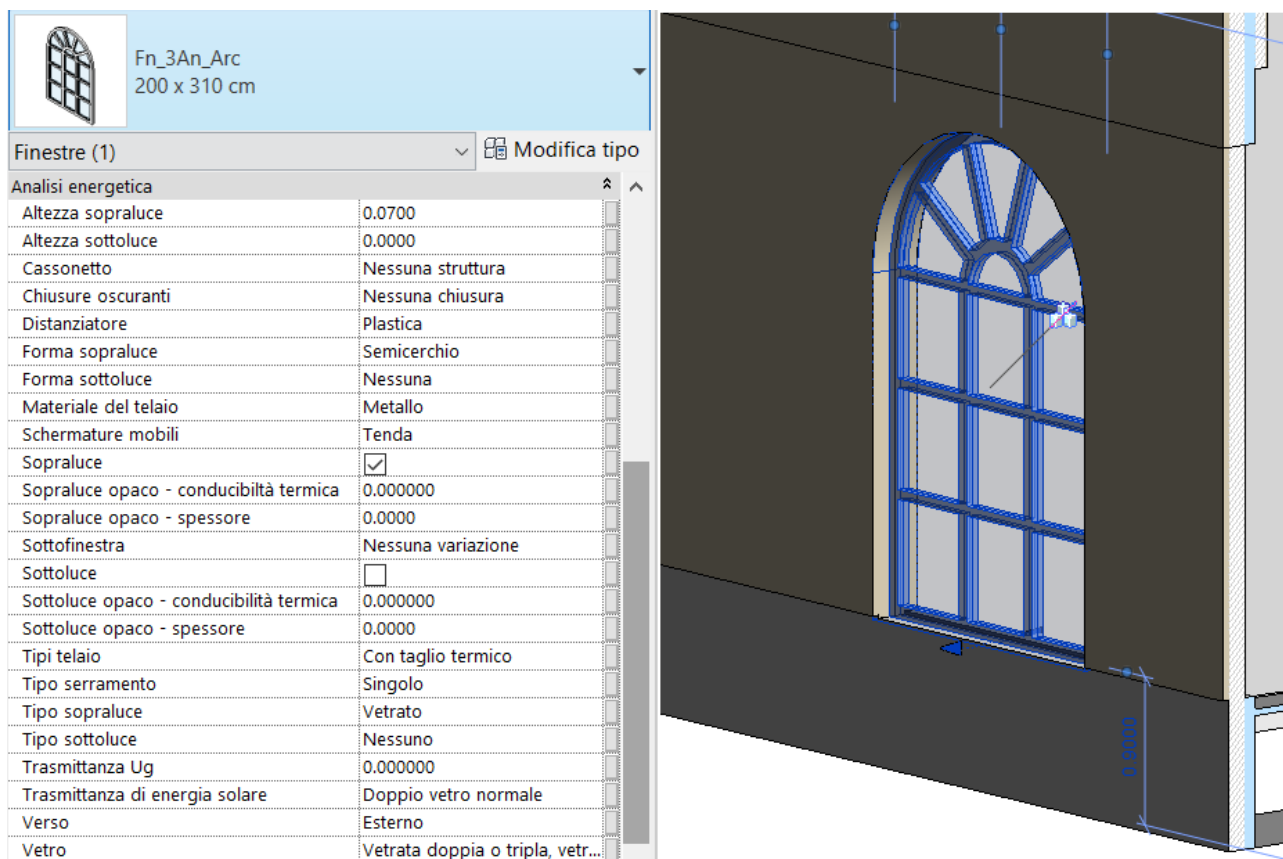 Fn_3An_Arc
200 x 310 cm
Finestre (1)
Modifica tipo
Analisi energetica
Altezza sopraluce 0.0700
Altezza sottoluce 0.0000
Cassonetto Nessuna struttura
Chiusure oscuranti Nessuna chiusura
Distanziatore Plastica
Forma sopraluce Semicerchio
Forma sottoluce Nessuna
Materiale del telaio Metallo
Schermature mobili Tenda
Sopraluce
Sopraluce opaco - conducibiltà termica 0.000000
Sopraluce opaco - spessore 0.0000
Sottofinestra Nessuna variazione
Sottoluce
Sottoluce opaco - conducibilità termica 0.000000
Sottoluce opaco - spessore 0.0000
Tipi telaio Con taglio termico
Tipo serramento Singolo
Tipo sopraluce Vetrato
Tipo sottoluce Nessuno
Trasmittanza Ug 0.000000
Trasmittanza di energia solare Doppio vetro normale
Verso Esterno
Vetro Vetrata doppia o tripla, vetr...
0.9000